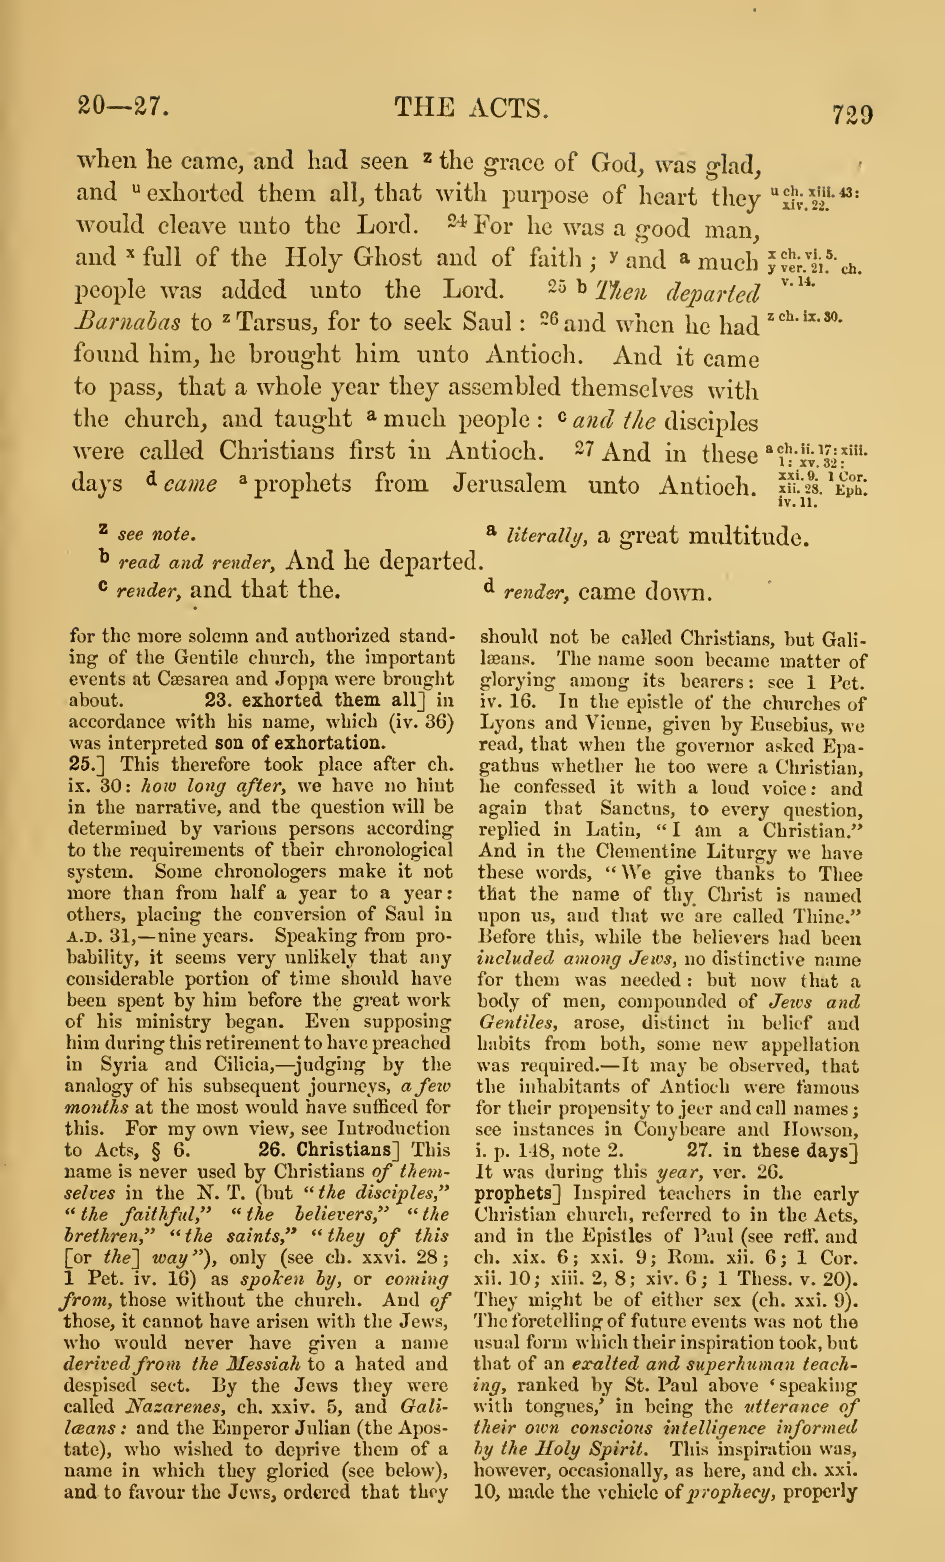 20—27.
THE ACTS.
729
when he came, and had seen z the grace of God, was glad,
and u exhorted them all, that with purpose of heart they
would cleave unto the Lord. 24 For he was a good man,
and x full of the Holy Ghost and of faith ; y and a much
people was added unto the Lord. 25 b Then departed
Barnabas to z Tarsus, for to seek Saul : 26 and when he had
found him, he brought him unto Antioch. And it came
to pass, that a whole year they assembled themselves with
the church, and taught a much people : c and the disciples
were called Christians first in Antioch. 27 And in these
days d came a prophets from Jerusalem unto Antioch.
u ch. xiii. 43:
xiv. 22.
x ch. vi. 5.
y ver. 21. ch.
v. 14.
z ch. ix. 30.
a ch. ii. 17: xiii.
1: xv. 32:
xxi. 9. 1 Cor.
xii. 28. Eph.
iv. 11.
z see note.
a literally, a great multitude.
b read and render, And he departed.
c render, and that the.
d render, came down.
for the more solemn and authorized stand-
ing of the Gentile church, the important
events at Cæsarea and Joppa were brought
about. 23. exhorted them all] in
accordance with his name, which (iv. 36)
was interpreted son of exhortation.
25.] This therefore took place after ch.
ix. 30: how long after, we have no hint
in the narrative, and the question will be
determined by various persons according
to the requirements of their chronological
system. Some chronologers make it not
more than from half a year to a year:
others, placing the conversion of Saul in
A.D. 31,—nine years. Speaking from pro-
bability, it seems very unlikely that any
considerable portion of time should have
been spent by him before the great work
of his ministry began. Even supposing
him during this retirement to have preached
in Syria and Cilicia,—judging by the
analogy of his subsequent journeys, a few
months at the most would have sufficed for
this. For my own view, see Introduction
to Acts, § 6. 26. Christians] This
name is never used by Christians of them-
selves in the N. T. (but "the disciples,"
"the faithful," "the believers," "the
brethren," "the saints," "they of this
[or the] way"), only (see ch. xxvi. 28;
1 Pet. iv. 16) as spoken by, or coming
from, those without the church. And of
those, it cannot have arisen with the Jews,
who would never have given a name
derived from the Messiah to a hated and
despised sect. By the Jews they were
called Nazarenes, ch. xxiv. 5, and Gali-
læans: and the Emperor Julian (the Apos-
tate), who wished to deprive them of a
name in which they gloried (see below),
and to favour the Jews, ordered that they
should not be called Christians, but Gali-
læans. The name soon became matter of
glorying among its bearers: see 1 Pet.
iv. 16. In the epistle of the churches of
Lyons and Vienne, given by Eusebius, we
read, that when the governor asked Epa-
gathus whether he too were a Christian,
he confessed it with a loud voice: and
again that Sanctus, to every question,
replied in Latin, "I am a Christian."
And in the Clementine Liturgy we have
these words, "We give thanks to Thee
that the name of thy Christ is named
upon us, and that we are called Thine."
Before this, while the believers had been
included among Jews, no distinctive name
for them was needed: but now that a
body of men, compounded of Jews and
Gentiles, arose, distinct in belief and
habits from both, some new appellation
was required.—It may be observed, that
the inhabitants of Antioch were famous
for their propensity to jeer and call names;
see instances in Conybeare and Howson,
i. p. 148, note 2. 27. in these days]
It was during this year, ver. 26.
prophets] Inspired teachers in the early
Christian church, referred to in the Acts,
and in the Epistles of Paul (see reff. and
ch. xix. 6; xxi. 9; Rom. xii. 6; 1 Cor.
xii. 10; xiii. 2, 8; xiv. 6; 1 Thess. v. 20).
They might be of either sex (ch. xxi. 9).
The foretelling of future events was not the
usual form which their inspiration took, but
that of an exalted and superhuman teach-
ing, ranked by St. Paul above 'speaking
with tongues,' in being the utterance of
their own conscious intelligence informed
by the Holy Spirit. This inspiration was,
however, occasionally, as here, and ch. xxi.
10, made the vehicle of prophecy, properly